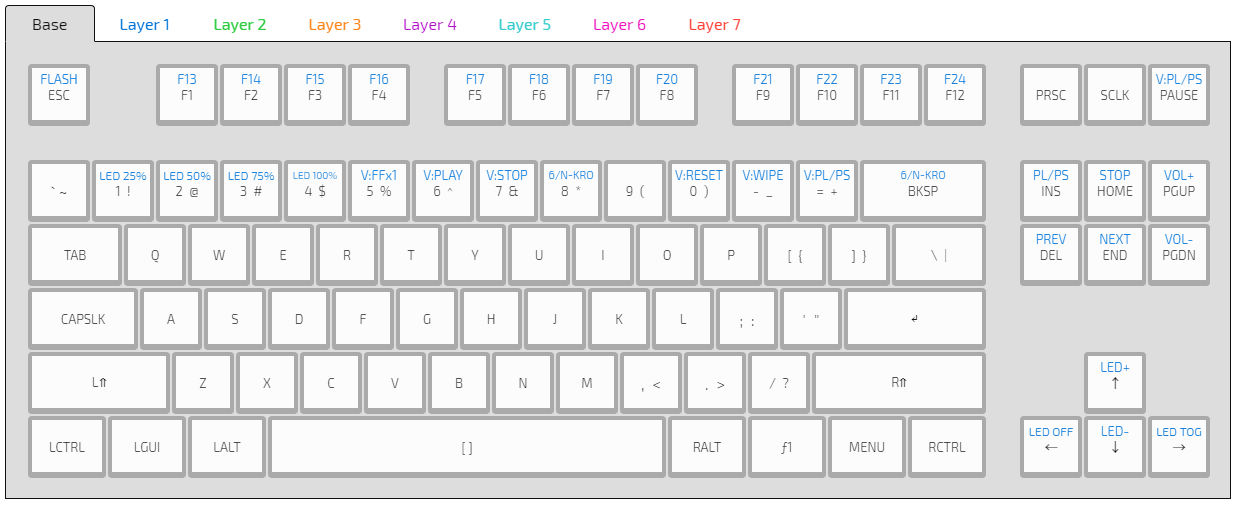 Base Layer 1 Layer 2 Layer 3 Layer 4 Layer 5 Layer 6 Layer 7
FLASH F13 F14 F15 F16 F17 F18 F19 F20 F21 F22 F23 F24 V:PL/PS
ESC F1 F2 F3 F4 F5 F6 F7 F8 F9 F10 F11 F12 PRSC SCLK PAUSE
LED 25% LED 50% LED 75% LED 100% V:FFx1 V:PLAY V:STOP 6/N-KRO V:RESET V:WIPE V:PL/PS 6/N-KRO PL/PS STOP VOL+
` ~ 1 ! 2 @ 3 # 4 $ 5 % 6 ^ 7 & 8 * 9 ( 0 ) - _ = + BKSP INS HOME PGUP
PREV NEXT VOL-
TAB Q W E R T Y U I O P [ { ] } \ | DEL END PGDN
CAPSLK A S D F G H J K L ; : ' " ↲
LED+
L⇑ Z X C V B N M , < . > / ? R⇑ ↑
LED OFF LED- LED TOG
LCTRL LGUI LALT [ ] RALT ƒ1 MENU RCTRL ← ↓ →